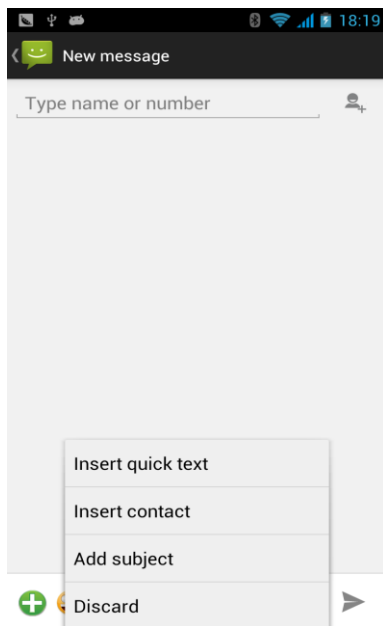 18:19
New message
Type name or number
Insert quick text
Insert contact
Add subject
Discard